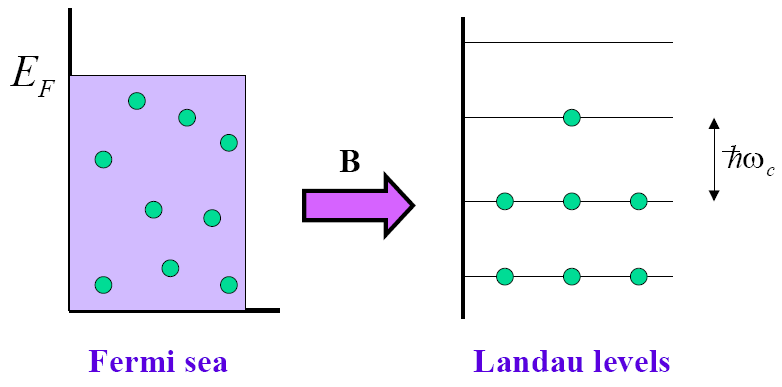 E_F
B
ħω_c
Fermi sea
Landau levels